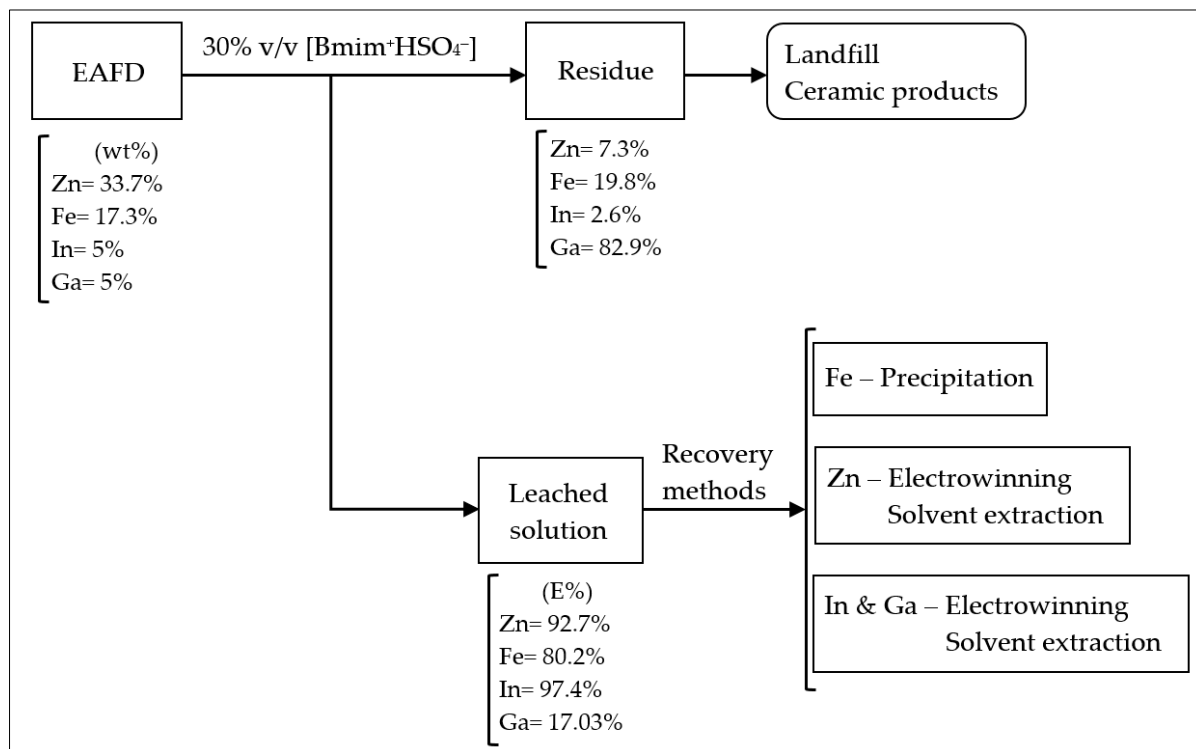 30% v/v [Bmim⁺HSO₄⁻]
EAFD
Residue
Landfill
Ceramic products
(wt%)
Zn= 33.7%
Fe= 17.3%
In= 5%
Ga= 5%
Zn= 7.3%
Fe= 19.8%
In= 2.6%
Ga= 82.9%
Leached
solution
Recovery
methods
(E%)
Zn= 92.7%
Fe= 80.2%
In= 97.4%
Ga= 17.03%
Fe – Precipitation
Zn – Electrowinning
Solvent extraction
In & Ga – Electrowinning
Solvent extraction